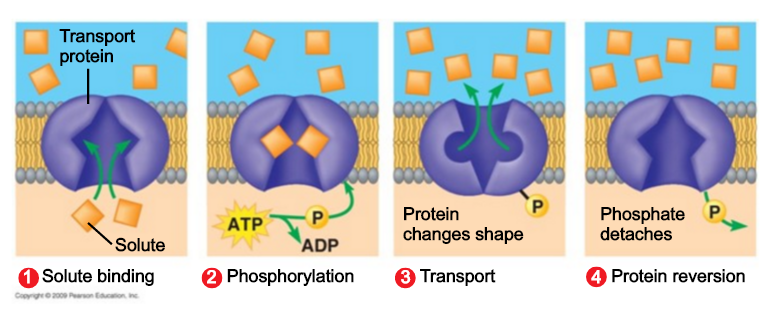 Transport
protein
Solute
1 Solute binding
ATP
P
ADP
2 Phosphorylation
Protein
changes shape
P
3 Transport
Phosphate
detaches
P
4 Protein reversion
Copyright © 2009 Pearson Education, Inc.